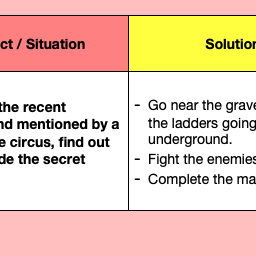 ct / Situation
Solution
the recent
nd mentioned by a
e circus, find out
de the secret
- Go near the grave
the ladders going
underground.
- Fight the enemies
- Complete the ma